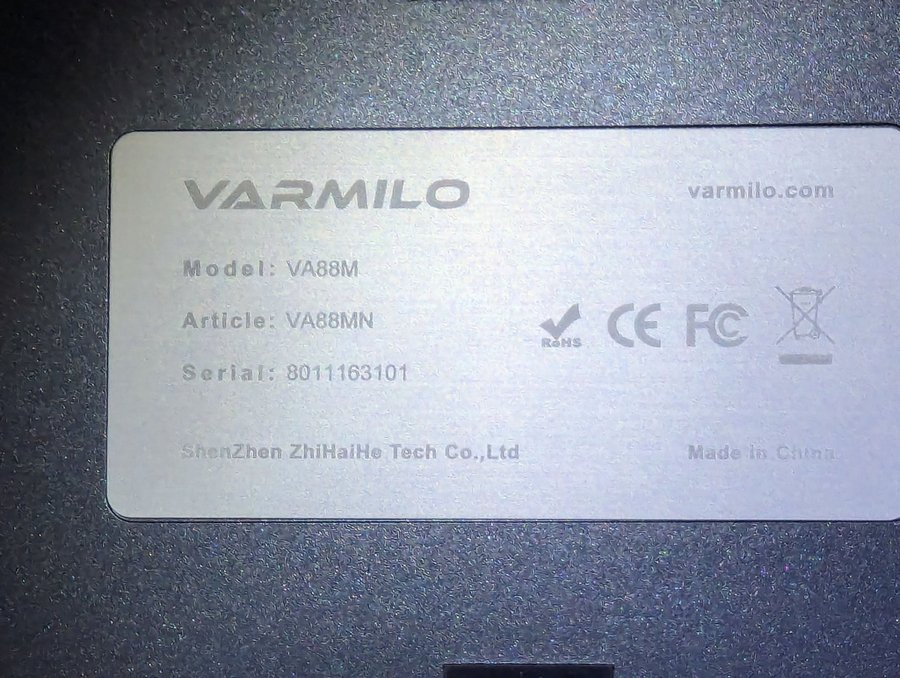 VARMILO varmilo.com
Model: VA88M
Article: VA88MN
Serial: 8011163101
RoHS CE FC
ShenZhen ZhiHaiHe Tech Co.,Ltd Made in China